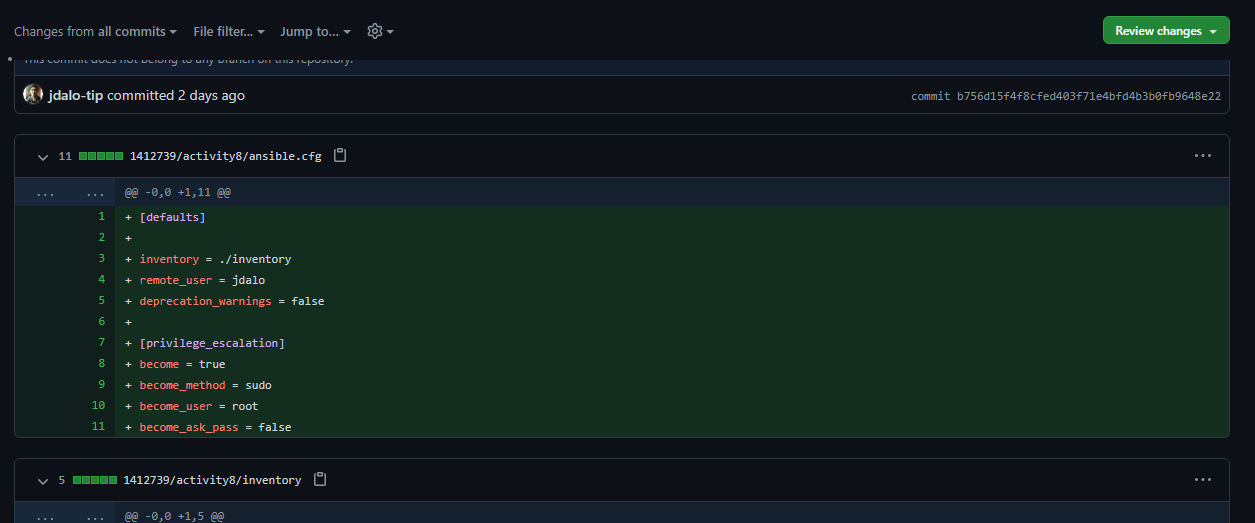 Changes from all commits File filter... Jump to... Review changes
This commit does not belong to any branch on this repository.
jdalo-tip committed 2 days ago commit b756d15f4f8cfed403f71e4bfd4b3b0fb9648e22
11 1412739/activity8/ansible.cfg ...
... ... @@ -0,0 +1,11 @@
1 + [defaults]
2 +
3 + inventory = ./inventory
4 + remote_user = jdalo
5 + deprecation_warnings = false
6 +
7 + [privilege_escalation]
8 + become = true
9 + become_method = sudo
10 + become_user = root
11 + become_ask_pass = false
5 1412739/activity8/inventory ...
... ... @@ -0,0 +1,5 @@